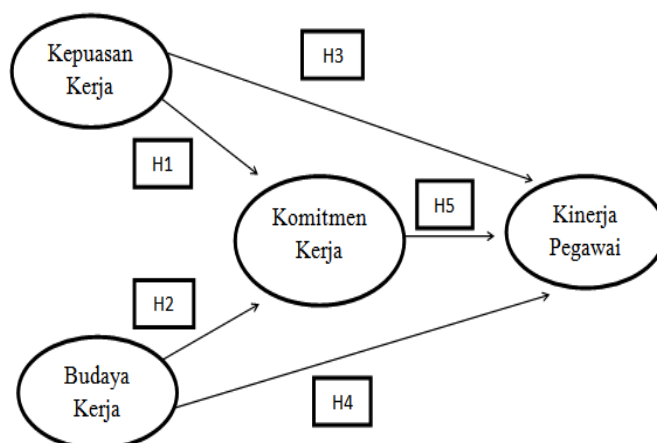 Kepuasan
Kerja
H3
H1
Komitmen
Kerja
H5
Kinerja
Pegawai
H2
Budaya
Kerja
H4